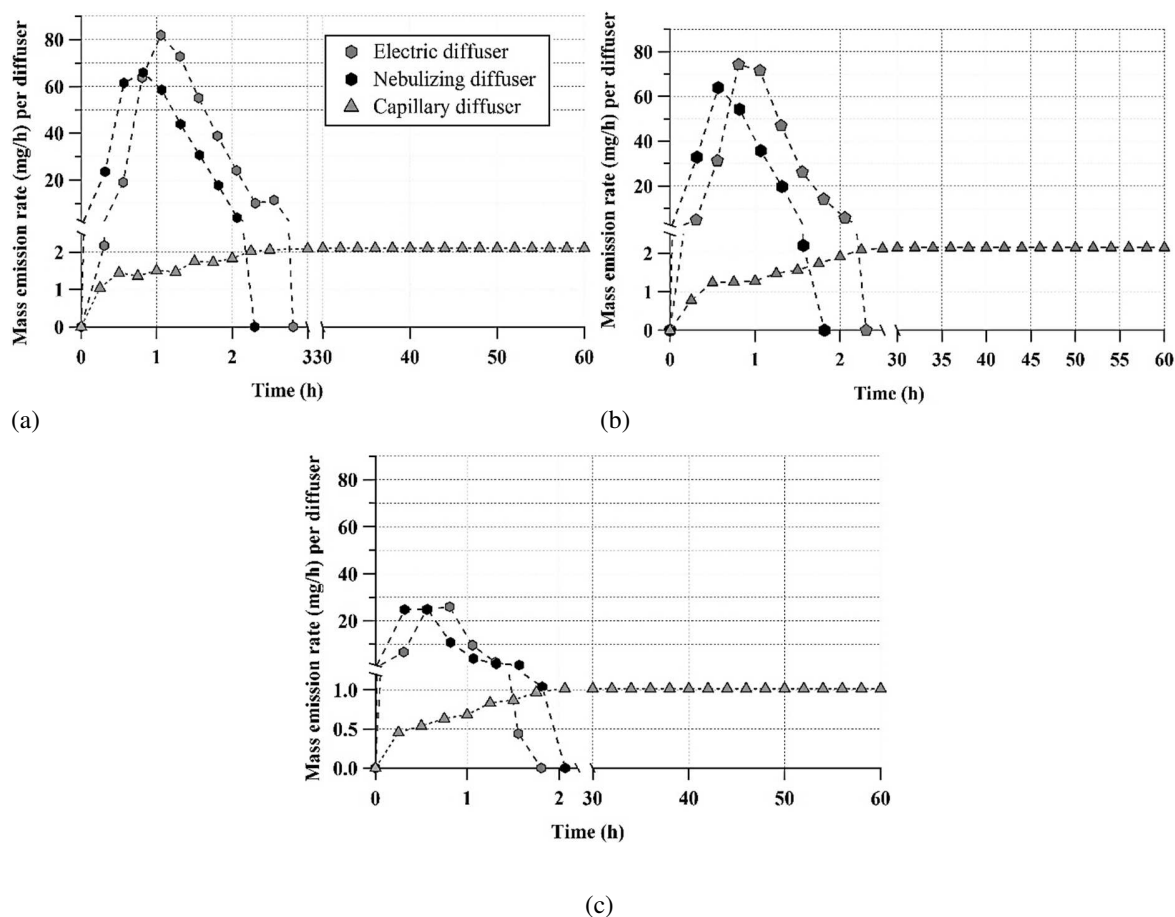 Mass emission rate (mg/h) per diffuser
80
60
40
20
2
1
0
Electric diffuser
Nebulizing diffuser
Capillary diffuser
0 1 2 330 40 50 60
Time (h)
(a)
Mass emission rate (mg/h) per diffuser
80
60
40
20
2
1
0
0 1 2 30 35 40 45 50 55 60
Time (h)
(b)
Mass emission rate (mg/h) per diffuser
80
60
40
20
1.0
0.5
0.0
0 1 2 30 40 50 60
Time (h)
(c)